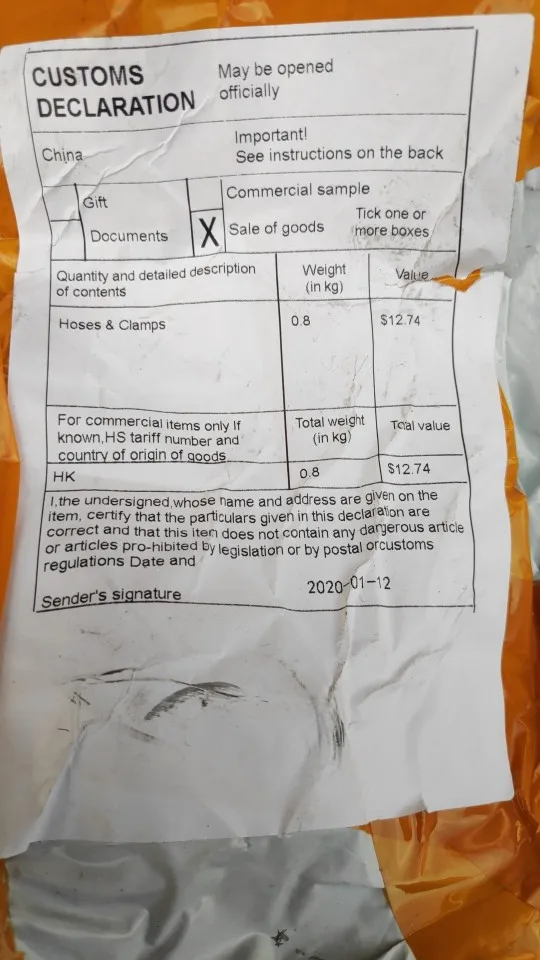 CUSTOMS
DECLARATION
May be opened
officially
China
Important!
See instructions on the back
Gift
Commercial sample
Documents
X
Sale of goods
Tick one or
more boxes
Quantity and detailed description
of contents
Weight
(in kg)
Value
Hoses & Clamps
0.8
$12.74
For commercial items only If
known,HS tariff number and
country of origin of goods
Total weight
(in kg)
Total value
HK
0.8
$12.74
I,the undersigned,whose name and address are given on the
item, certify that the particulars given in this declaration are
correct and that this item does not contain any dangerous article
or articles pro-hibited by legislation or by postal orcustoms
regulations Date and
Sender's signature
2020-01-12